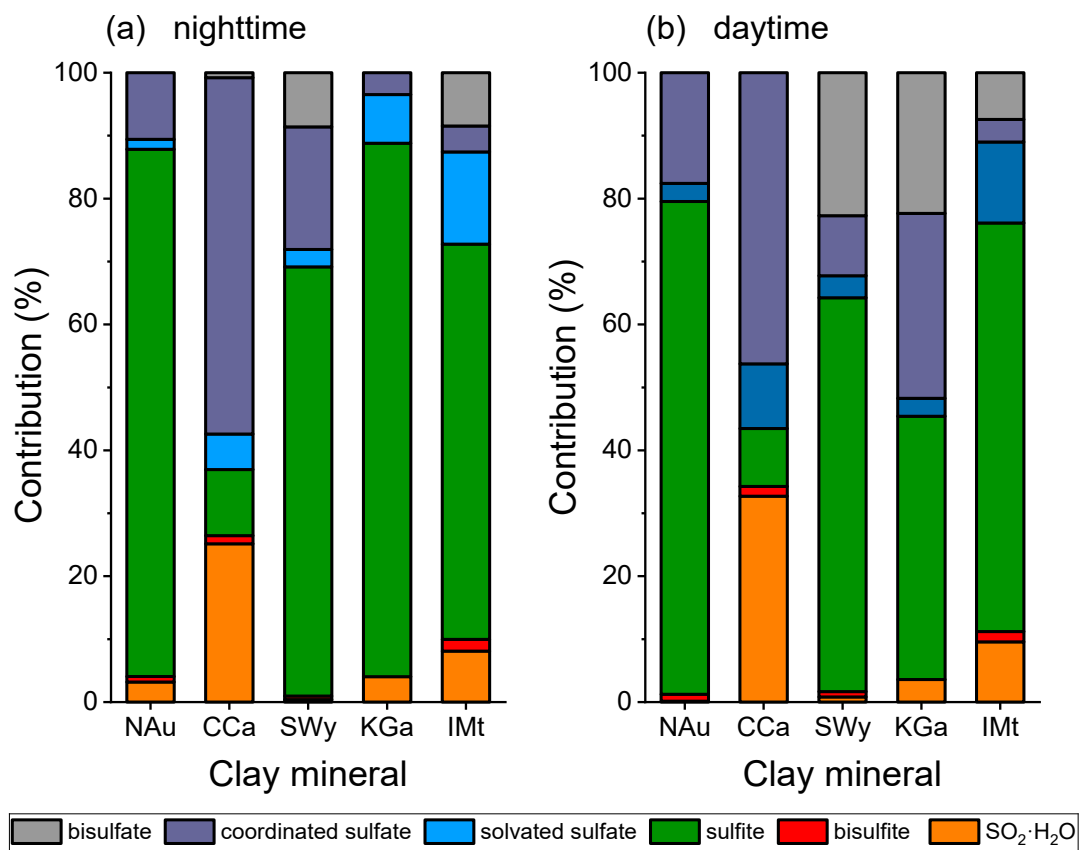 (a) nighttime
(b) daytime
Contribution (%)
100
80
60
40
20
0
NAu CCa SWy KGa IMt
Clay mineral
Contribution (%)
100
80
60
40
20
0
NAu CCa SWy KGa IMt
Clay mineral
bisulfate coordinated sulfate solvated sulfate sulfite bisulfite SO₂·H₂O